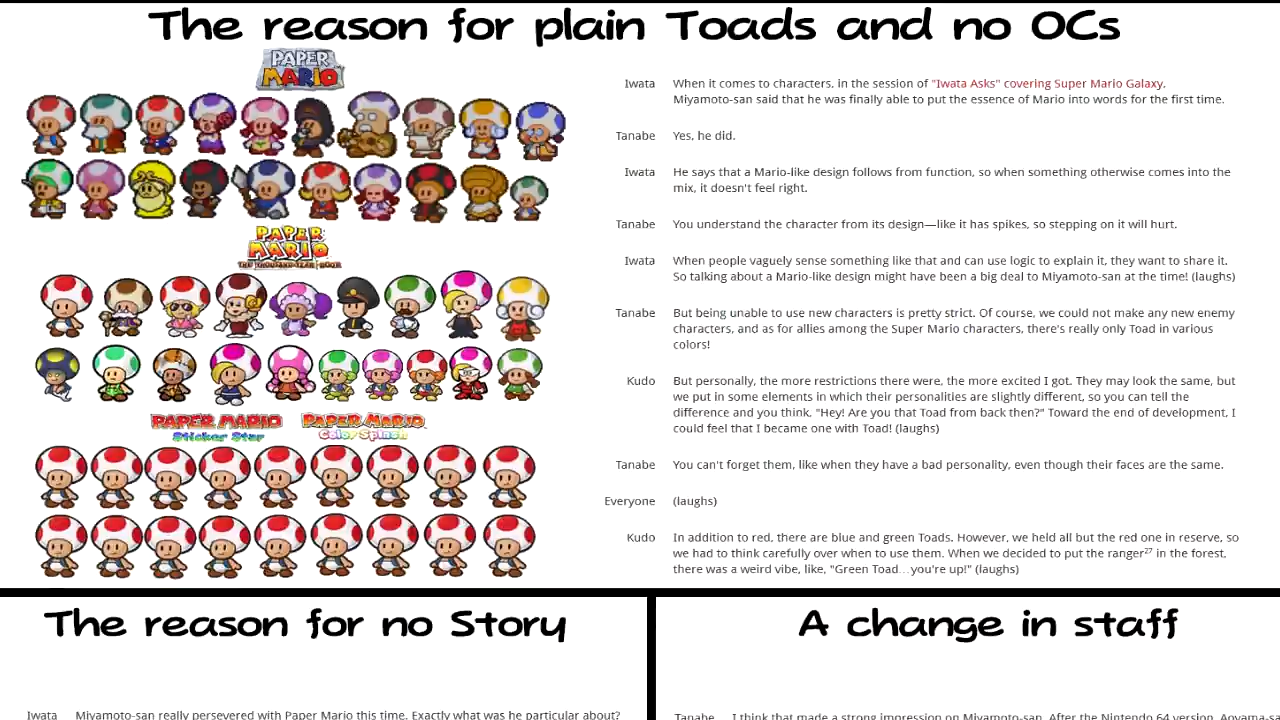 The reason for plain Toads and no OCs
PAPER MARIO
PAPER MARIO
THE THOUSAND-YEAR DOOR
PAPER MARIO Sticker Star
PAPER MARIO Color Splash
Iwata When it comes to characters, in the session of "Iwata Asks" covering Super Mario Galaxy.
Miyamoto-san said that he was finally able to put the essence of Mario into words for the first time.
Tanabe Yes, he did.
Iwata He says that a Mario-like design follows from function, so when something otherwise comes into the
mix, it doesn't feel right.
Tanabe You understand the character from its design—like it has spikes, so stepping on it will hurt.
Iwata When people vaguely sense something like that and then use logic to explain it, they want to share it.
So talking about a Mario-like design might have been a big deal to Miyamoto-san at the time! (laughs)
Tanabe But being unable to use new characters is pretty strict. Of course, we could not make any new enemy
characters, and as for allies among the Super Mario characters, there's really only Toad in various
colors!
Kudo But personally, the more restrictions there were, the more excited I got. They may look the same, but
we put in some elements in which their personalities are slightly different, so you can tell the
difference and you think, "Hey! Are you that Toad from back then?" Toward the end of development, I
could feel that I became one with Toad! (laughs)
Tanabe You can't forget them, like when they have a bad personality, even though their faces are the same.
Everyone (laughs)
Kudo In addition to red, there are blue and green Toads. However, we held all but the red one in reserve, so
we had to think carefully over when to use them. When we decided to put the ranger27 in the forest,
there was a weird vibe, like, "Green Toad...you're up!" (laughs)
The reason for no Story
Iwata Miyamoto-san really persevered with Paper Mario this time. Exactly what was he particular about?
A change in staff
Tanabe I think that made a strong impression on Miyamoto-san. After the Nintendo 64 version, Aoyama-sa